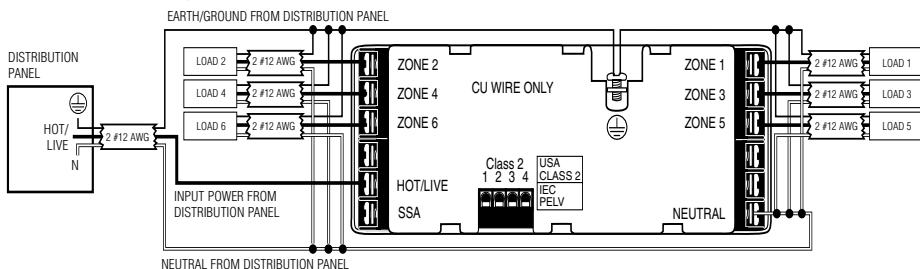 EARTH/GROUND FROM DISTRIBUTION PANEL
DISTRIBUTION
PANEL
HOT/
LIVE
N
2 #12 AWG
INPUT POWER FROM
DISTRIBUTION PANEL
LOAD 2
2 #12 AWG
LOAD 4
2 #12 AWG
LOAD 6
2 #12 AWG
ZONE 2
ZONE 4
ZONE 6
HOT/LIVE
SSA
CU WIRE ONLY
Class 2
1 2 3 4
USA
CLASS 2
IEC
PELV
ZONE 1
ZONE 3
ZONE 5
NEUTRAL
2 #12 AWG
LOAD 1
2 #12 AWG
LOAD 3
2 #12 AWG
LOAD 5
NEUTRAL FROM DISTRIBUTION PANEL